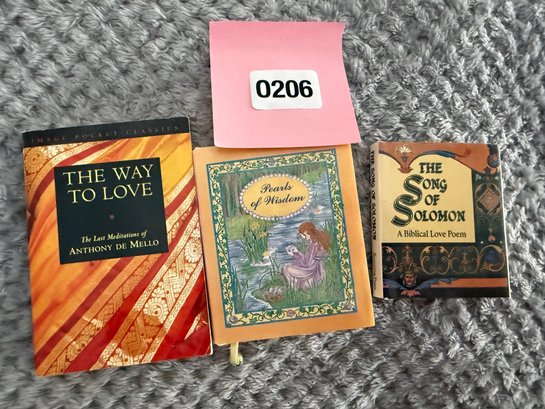 0206
IMAGE POCKET CLASSICS
THE WAY
TO LOVE
The Last Meditations of
ANTHONY DE MELLO
Pearls
of Wisdom
THE SONG OF SOLOMON
THE
SONG
OF
SOLOMON
A Biblical Love Poem